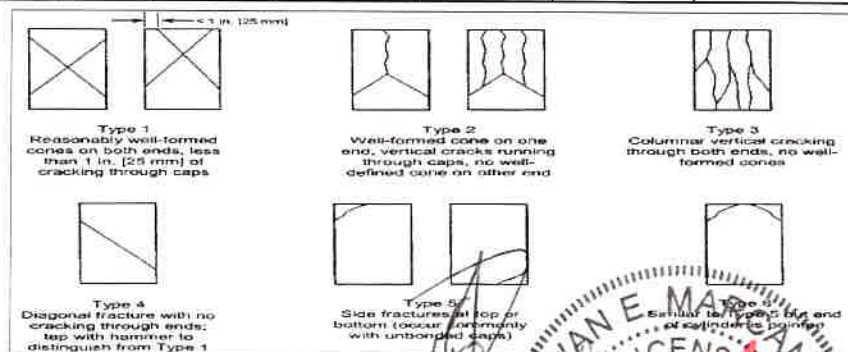 < 1 in. [25 mm]
Type 1
Reasonably well-formed
cones on both ends, less
than 1 in. [25 mm] of
cracking through caps
Type 2
Well-formed cone on one
end, vertical cracks running
through caps, no well-
defined cone on other end
Type 3
Columnar vertical cracking
through both ends, no well-
formed cones
Type 4
Diagonal fracture with no
cracking through ends;
tap with hammer to
distinguish from Type 1
Type 5
Side fractures at top or
bottom (occur commonly
with unbonded caps)
Type 6
Similar to Type 5 but end
of cylinder is pointed
E. MAR